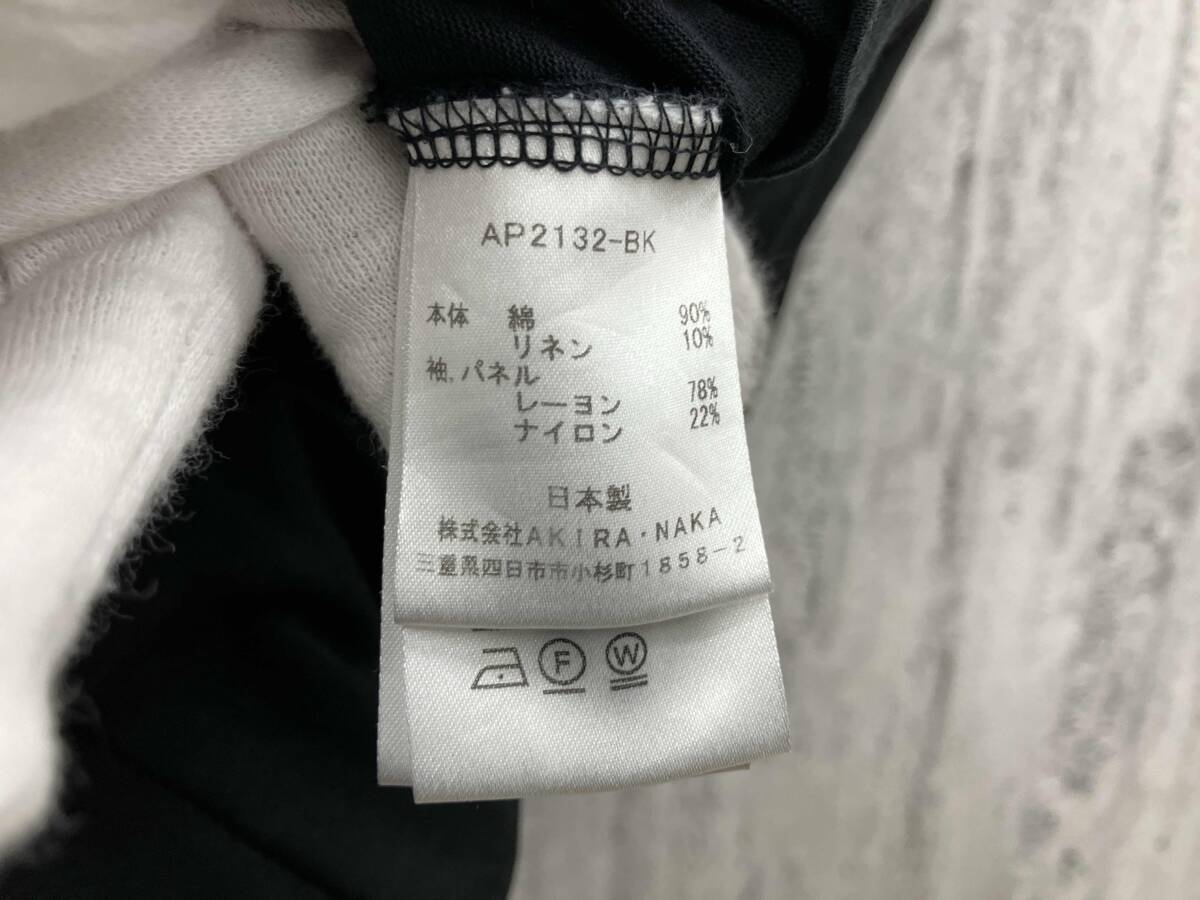 AP2132-BK
本体 綿 90%
リネン 10%
袖,パネル
レーヨン 78%
ナイロン 22%
日本製
株式会社AKIRA・NAKA
三重県四日市市小杉町1858-2
F W